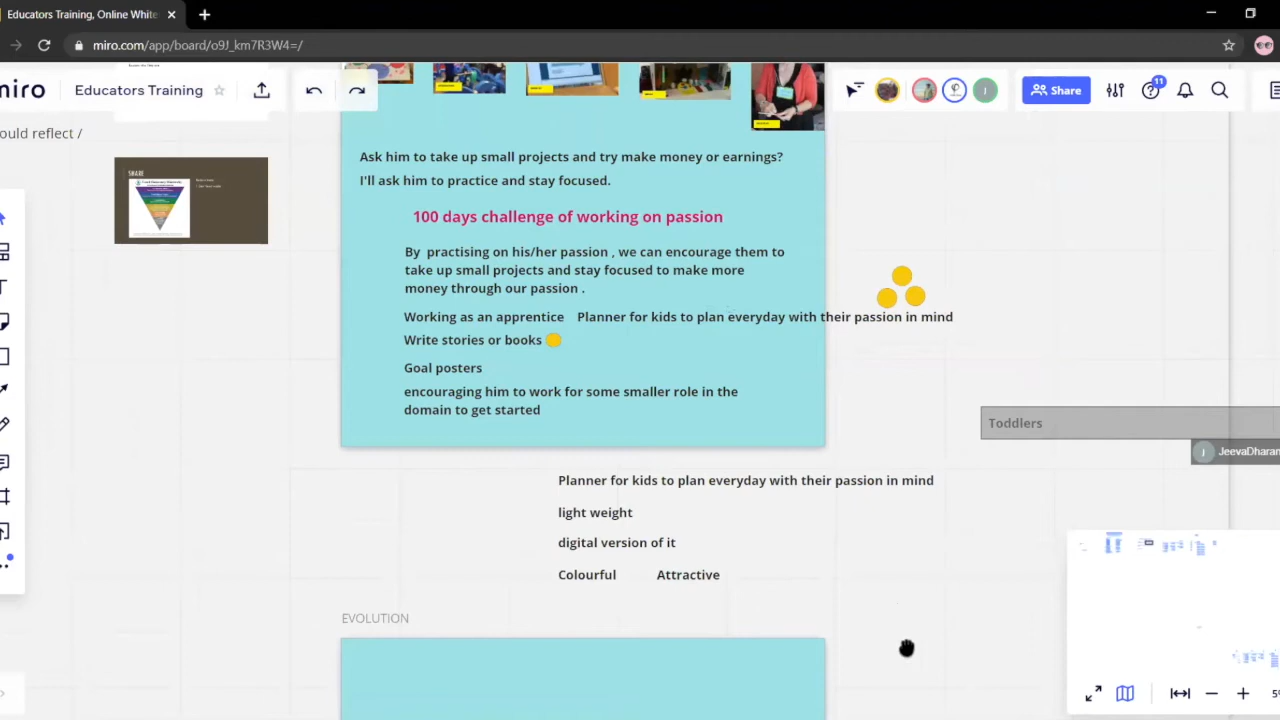 Educators Training, Online White
miro.com/app/board/o9J_km7R3W4=/
miro
Educators Training
11
Share
ould reflect /
SHARE
Ask him to take up small projects and try make money or earnings?
I'll ask him to practice and stay focused.
100 days challenge of working on passion
By practising on his/her passion , we can encourage them to
take up small projects and stay focused to make more
money through our passion .
Working as an apprentice
Planner for kids to plan everyday with their passion in mind
Write stories or books
Goal posters
encouraging him to work for some smaller role in the
domain to get started
Toddlers
J JeevaDharan
Planner for kids to plan everyday with their passion in mind
light weight
digital version of it
Colourful
Attractive
EVOLUTION